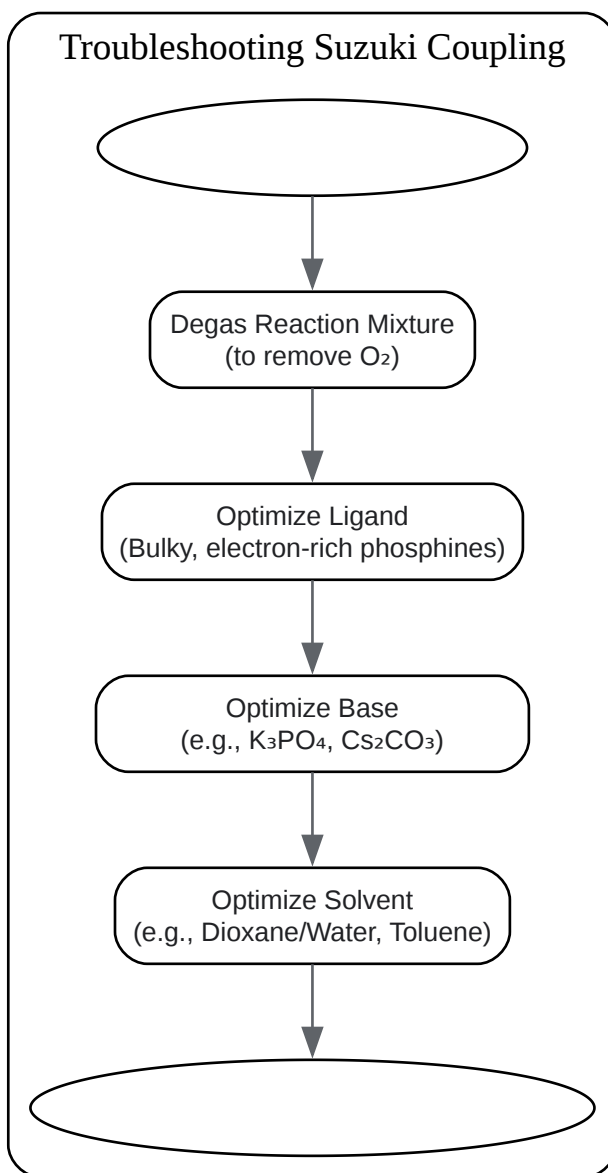 Troubleshooting Suzuki Coupling
Degas Reaction Mixture
(to remove O₂)
Optimize Ligand
(Bulky, electron-rich phosphines)
Optimize Base
(e.g., K₃PO₄, Cs₂CO₃)
Optimize Solvent
(e.g., Dioxane/Water, Toluene)